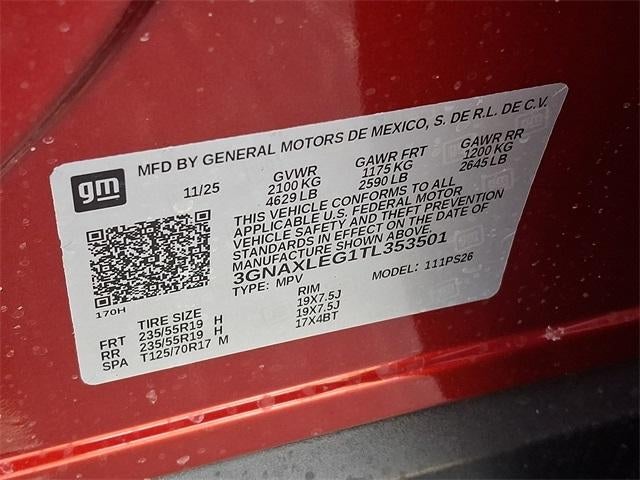 gm
MFD BY GENERAL MOTORS DE MEXICO, S. DE R.L. DE C.V.
11/25 GVWR GAWR FRT GAWR RR
2100 KG 1175 KG 1200 KG
4629 LB 2590 LB 2645 LB
THIS VEHICLE CONFORMS TO ALL
APPLICABLE U.S. FEDERAL MOTOR
VEHICLE SAFETY AND THEFT PREVENTION
STANDARDS IN EFFECT ON THE DATE OF
MANUFACTURE SHOWN ABOVE.
3GNAXLEG1TL353501
TYPE: MPV MODEL: 111PS26
170H
TIRE SIZE RIM
FRT 235/55R19 H 19X7.5J
RR 235/55R19 H 19X7.5J
SPA T125/70R17 M 17X4BT